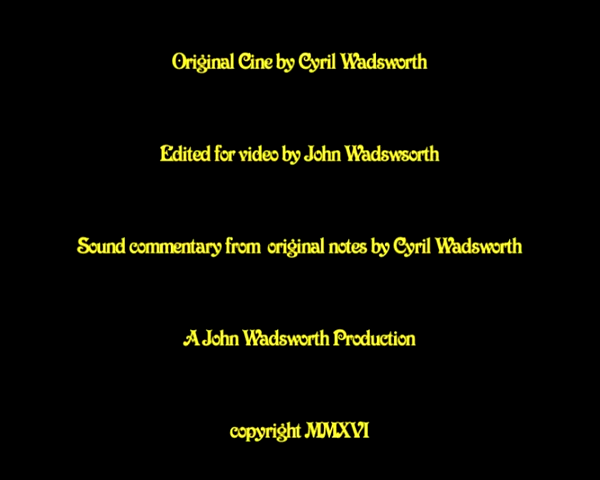 Original Cine by Cyril Wadsworth
Edited for video by John Wadswsorth
Sound commentary from original notes by Cyril Wadsworth
A John Wadsworth Production
copyright MMXVI